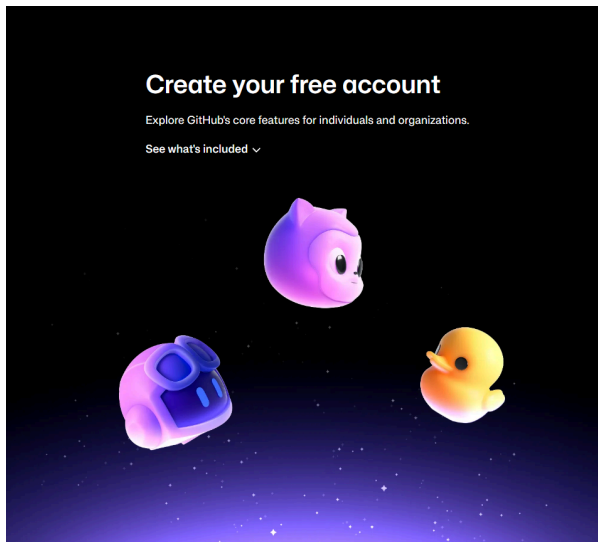 Create your free account
Explore GitHub's core features for individuals and organizations.
See what's included